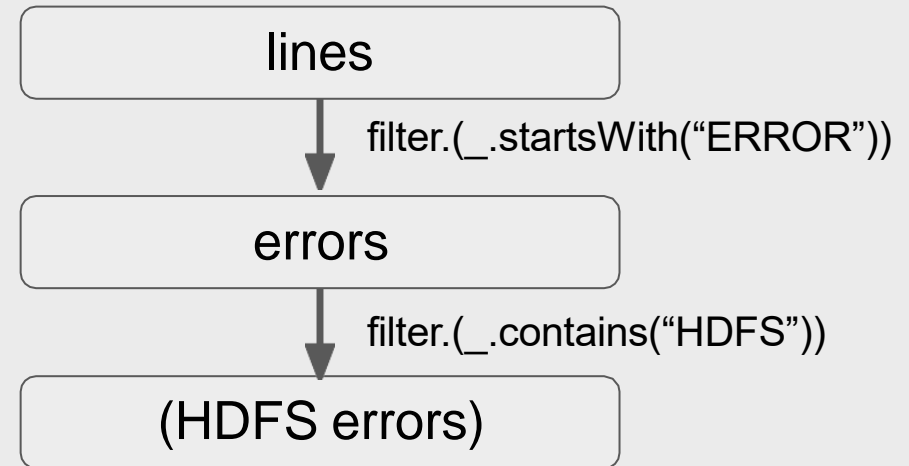 lines
filter.(_.startsWith(“ERROR”))
errors
filter.(_.contains(“HDFS”))
(HDFS errors)